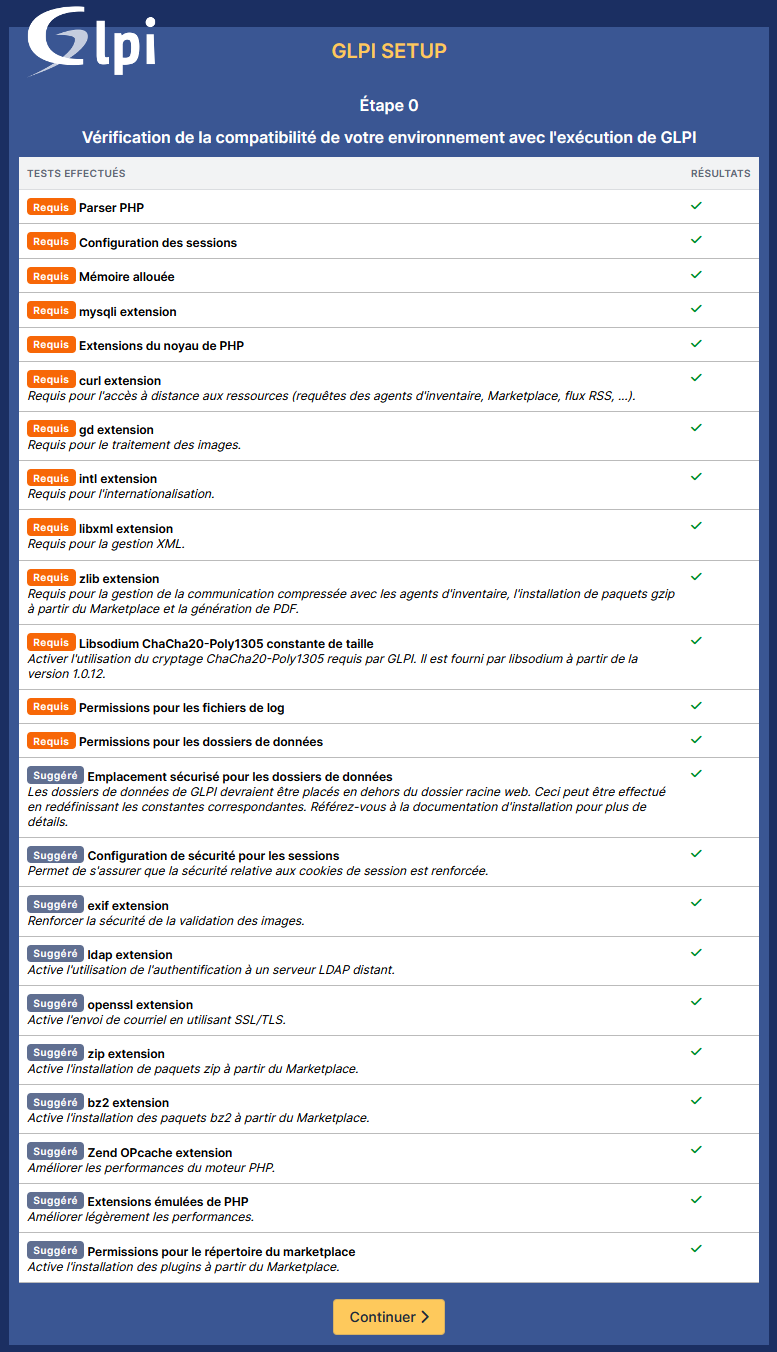 Glpi
GLPI SETUP
Étape 0
Vérification de la compatibilité de votre environnement avec l'exécution de GLPI
TESTS EFFECTUÉS RÉSULTATS
Requis Parser PHP
Requis Configuration des sessions
Requis Mémoire allouée
Requis mysqli extension
Requis Extensions du noyau de PHP
Requis curl extension
Requis pour l'accès à distance aux ressources (requêtes des agents d'inventaire, Marketplace, flux RSS, ...).
Requis gd extension
Requis pour le traitement des images.
Requis intl extension
Requis pour l'internationalisation.
Requis libxml extension
Requis pour la gestion XML.
Requis zlib extension
Requis pour la gestion de la communication compressée avec les agents d'inventaire, l'installation de paquets gzip
à partir du Marketplace et la génération de PDF.
Requis Libsodium ChaCha20-Poly1305 constante de taille
Activer l'utilisation du cryptage ChaCha20-Poly1305 requis par GLPI. Il est fourni par libsodium à partir de la
version 1.0.12.
Requis Permissions pour les fichiers de log
Requis Permissions pour les dossiers de données
Suggéré Emplacement sécurisé pour les dossiers de données
Les dossiers de données de GLPI devraient être placés en dehors du dossier racine web. Ceci peut être effectué
en redéfinissant les constantes correspondantes. Référez-vous à la documentation d'installation pour plus de
détails.
Suggéré Configuration de sécurité pour les sessions
Permet de s'assurer que la sécurité relative aux cookies de session est renforcée.
Suggéré exif extension
Renforcer la sécurité de la validation des images.
Suggéré ldap extension
Active l'utilisation de l'authentification à un serveur LDAP distant.
Suggéré openssl extension
Active l'envoi de courriel en utilisant SSL/TLS.
Suggéré zip extension
Active l'installation de paquets zip à partir du Marketplace.
Suggéré bz2 extension
Active l'installation des paquets bz2 à partir du Marketplace.
Suggéré Zend OPcache extension
Améliorer les performances du moteur PHP.
Suggéré Extensions émulées de PHP
Améliorer légèrement les performances.
Suggéré Permissions pour le répertoire du marketplace
Active l'installation des plugins à partir du Marketplace.
Continuer